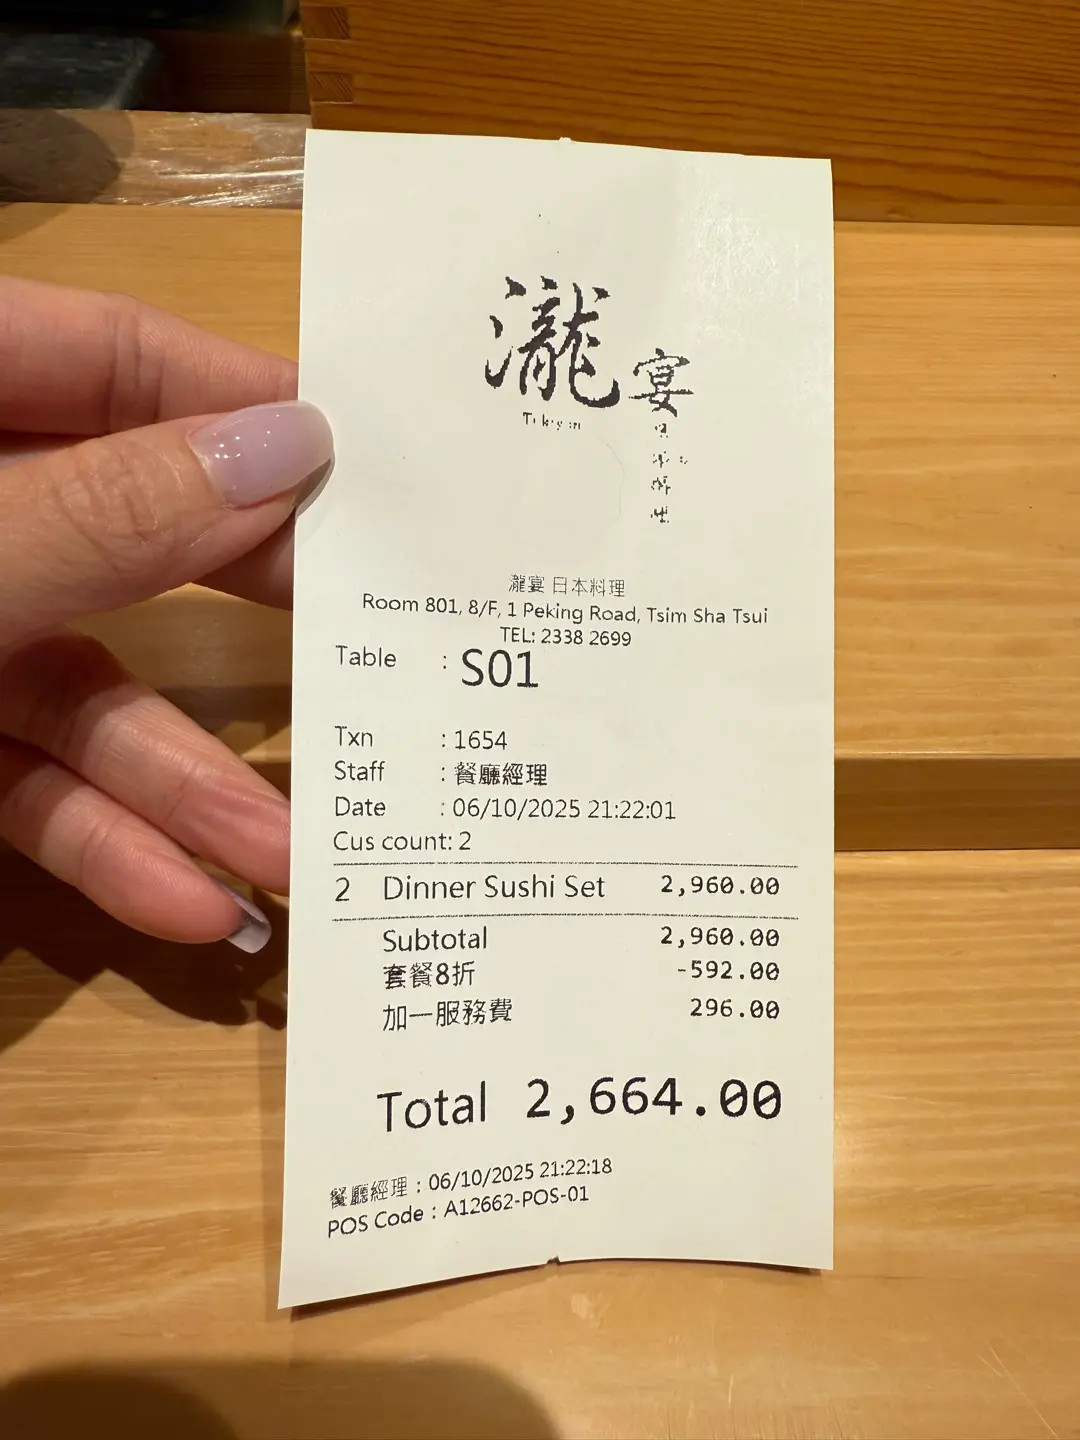 瀧宴
瀧宴 日本料理
Room 801, 8/F, 1 Peking Road, Tsim Sha Tsui
TEL: 2338 2699
Table : S01
Txn : 1654
Staff : 餐廳經理
Date : 06/10/2025 21:22:01
Cus count: 2
2 Dinner Sushi Set 2,960.00
Subtotal 2,960.00
套餐8折 -592.00
加一服務費 296.00
Total 2,664.00
餐廳經理 : 06/10/2025 21:22:18
POS Code : A12662-POS-01